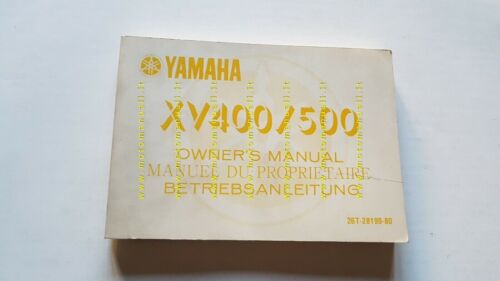 YAMAHA
XV400/500
OWNER'S MANUAL
MANUEL DU PROPRIETAIRE
BETRIEBSANLEITUNG
26T-28199-80